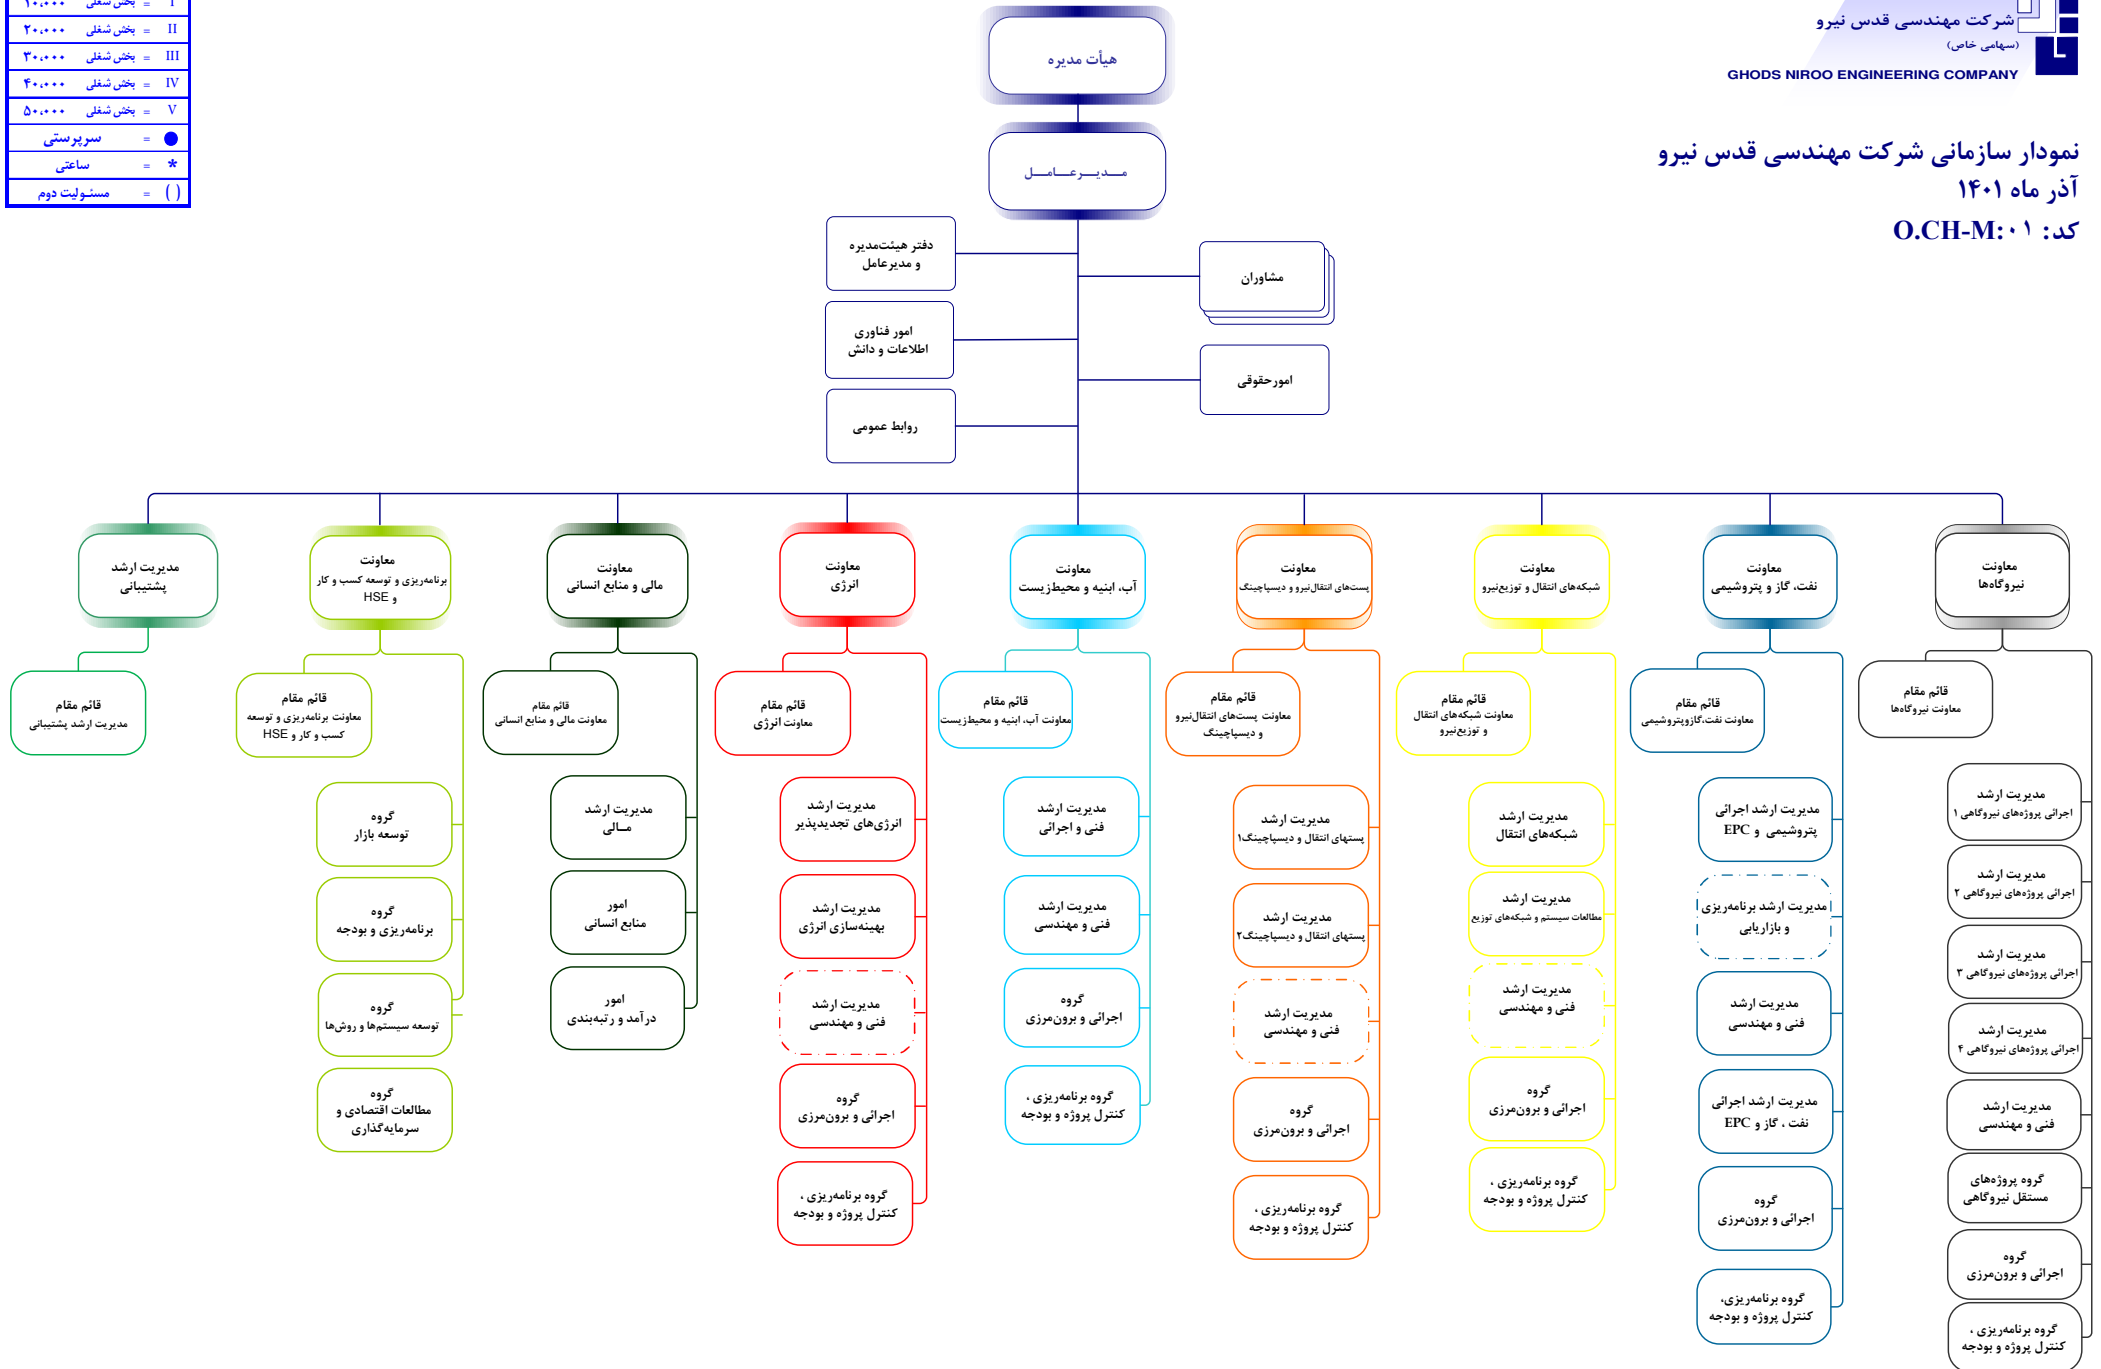 شرکت مهندسی قدس نیرو
(سهامی خاص)
GHODS NIROO ENGINEERING COMPANY
نمودار سازمانی شرکت مهندسی قدس نیرو
آذر ماه ۱۴۰۱
کد: O.CH-M:۰۱
I = بخش شغلی ۱۰،۰۰۰
II = بخش شغلی ۲۰،۰۰۰
III = بخش شغلی ۳۰،۰۰۰
IV = بخش شغلی ۴۰،۰۰۰
V = بخش شغلی ۵۰،۰۰۰
● = سرپرستی
* = ساعتی
( ) = مسئولیت دوم
هیأت مدیره
مـــدیــرعـــامـــل
دفتر هیئت‌مدیره
و مدیرعامل
مشاوران
امور فناوری
اطلاعات و دانش
امورحقوقی
روابط عمومی
معاونت
نیروگاه‌ها
قائم مقام
معاونت نیروگاه‌ها
مدیریت ارشد
اجرائی پروژه‌های نیروگاهی ۱
مدیریت ارشد
اجرائی پروژه‌های نیروگاهی ۲
مدیریت ارشد
اجرائی پروژه‌های نیروگاهی ۳
مدیریت ارشد
اجرائی پروژه‌های نیروگاهی ۴
مدیریت ارشد
فنی و مهندسی
گروه پروژه‌های
مستقل نیروگاهی
گروه
اجرائی و برون‌مرزی
گروه برنامه‌ریزی ،
کنترل پروژه و بودجه
معاونت
نفت، گاز و پتروشیمی
قائم مقام
معاونت نفت،گازوپتروشیمی
مدیریت ارشد اجرائی
پتروشیمی و EPC
مدیریت ارشد برنامه‌ریزی
و بازاریابی
مدیریت ارشد
فنی و مهندسی
مدیریت ارشد اجرائی
نفت ، گاز و EPC
گروه
اجرائی و برون‌مرزی
گروه برنامه‌ریزی،
کنترل پروژه و بودجه
معاونت
شبکه‌های انتقال و توزیع‌نیرو
قائم مقام
معاونت شبکه‌های انتقال
و توزیع‌نیرو
مدیریت ارشد
شبکه‌های انتقال
مدیریت ارشد
مطالعات سیستم و شبکه‌های توزیع
مدیریت ارشد
فنی و مهندسی
گروه
اجرائی و برون‌مرزی
گروه برنامه‌ریزی ،
کنترل پروژه و بودجه
معاونت
پست‌های انتقال‌نیرو و دیسپاچینگ
قائم مقام
معاونت پست‌های انتقال‌نیرو
و دیسپاچینگ
مدیریت ارشد
پستهای انتقال و دیسپاچینگ۱
مدیریت ارشد
پستهای انتقال و دیسپاچینگ۲
مدیریت ارشد
فنی و مهندسی
گروه
اجرائی و برون‌مرزی
گروه برنامه‌ریزی ،
کنترل پروژه و بودجه
معاونت
آب، ابنیه و محیط‌زیست
قائم مقام
معاونت آب، ابنیه و محیط‌زیست
مدیریت ارشد
فنی و اجرائی
مدیریت ارشد
فنی و مهندسی
گروه
اجرائی و برون‌مرزی
گروه برنامه‌ریزی ،
کنترل پروژه و بودجه
معاونت
انرژی
قائم مقام
معاونت انرژی
مدیریت ارشد
انرژی‌های تجدیدپذیر
مدیریت ارشد
بهینه‌سازی انرژی
مدیریت ارشد
فنی و مهندسی
گروه
اجرائی و برون‌مرزی
گروه برنامه‌ریزی ،
کنترل پروژه و بودجه
معاونت
مالی و منابع انسانی
قائم مقام
معاونت مالی و منابع انسانی
مدیریت ارشد
مــالی
امور
منابع انسانی
امور
درآمد و رتبه‌بندی
معاونت
برنامه‌ریزی و توسعه کسب و کار
و HSE
قائم مقام
معاونت برنامه‌ریزی و توسعه
کسب و کار و HSE
گروه
توسعه بازار
گروه
برنامه‌ریزی و بودجه
گروه
توسعه سیستم‌ها و روش‌ها
گروه
مطالعات اقتصادی و
سرمایه‌گذاری
مدیریت ارشد
پشتیبانی
قائم مقام
مدیریت ارشد پشتیبانی